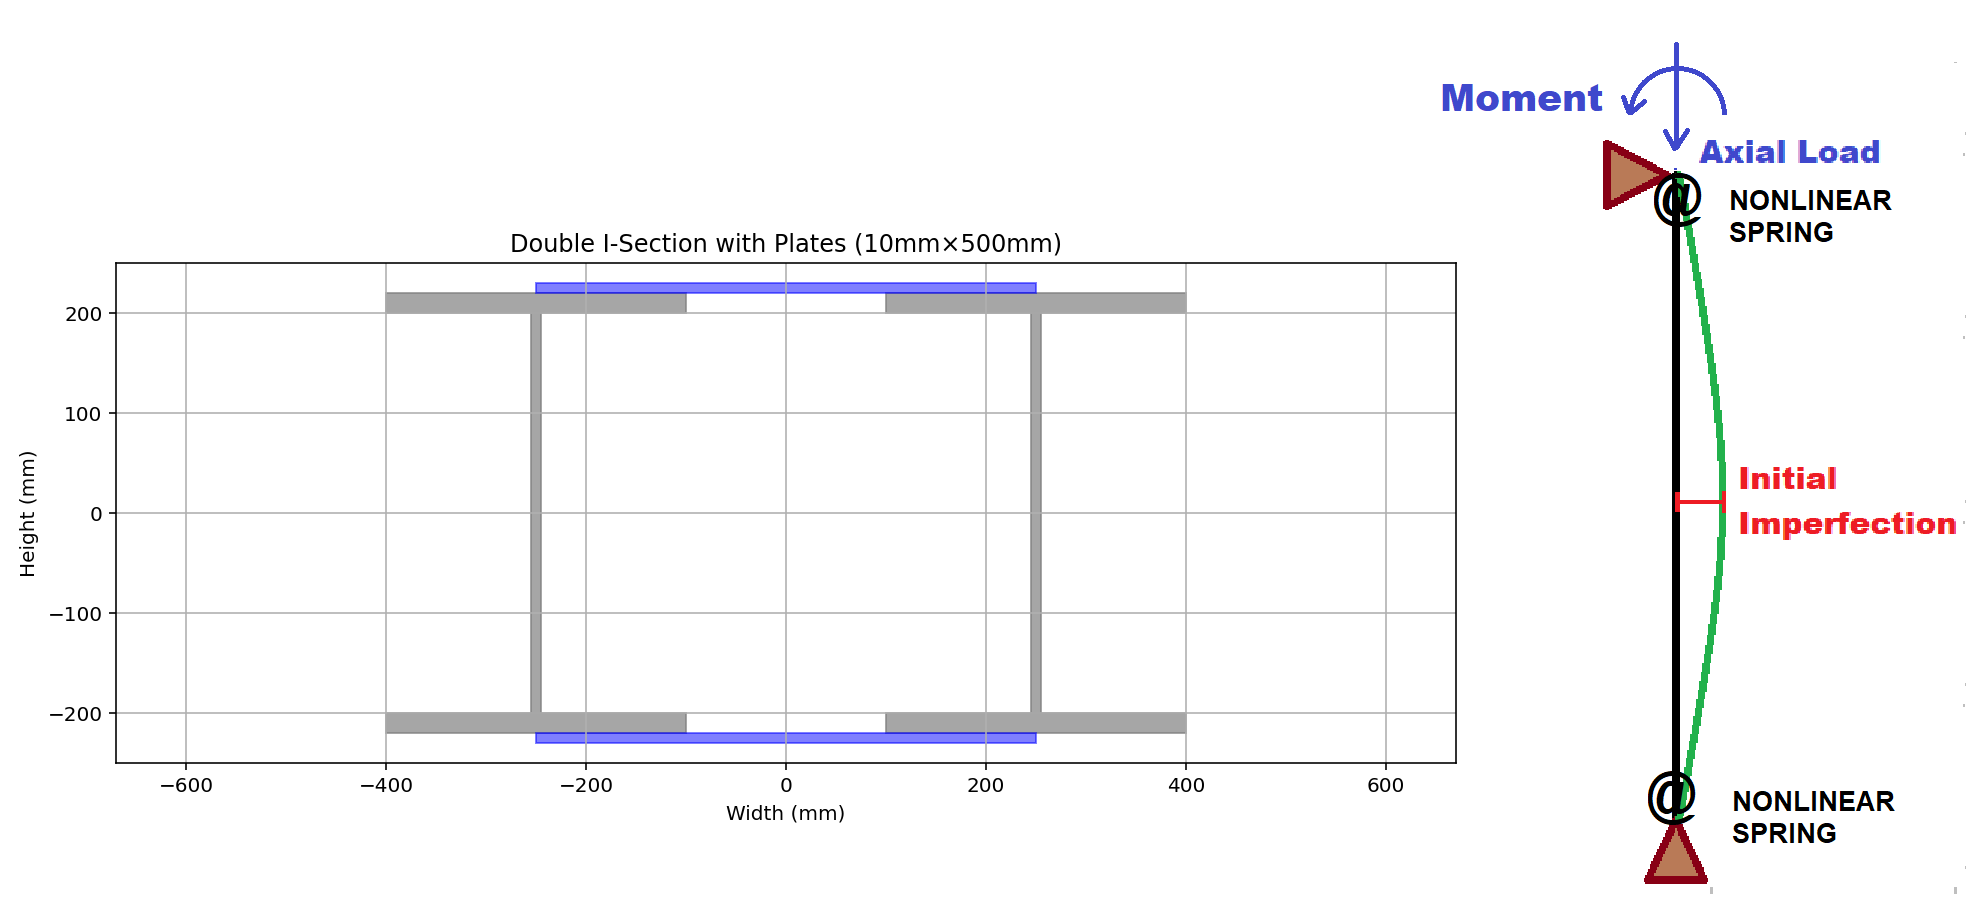 Double I-Section with Plates (10mm×500mm)
200
100
0
−100
−200
Height (mm)
−600
−400
−200
0
200
400
600
Width (mm)
Moment
Axial Load
@
NONLINEAR
SPRING
Initial
Imperfection
@
NONLINEAR
SPRING